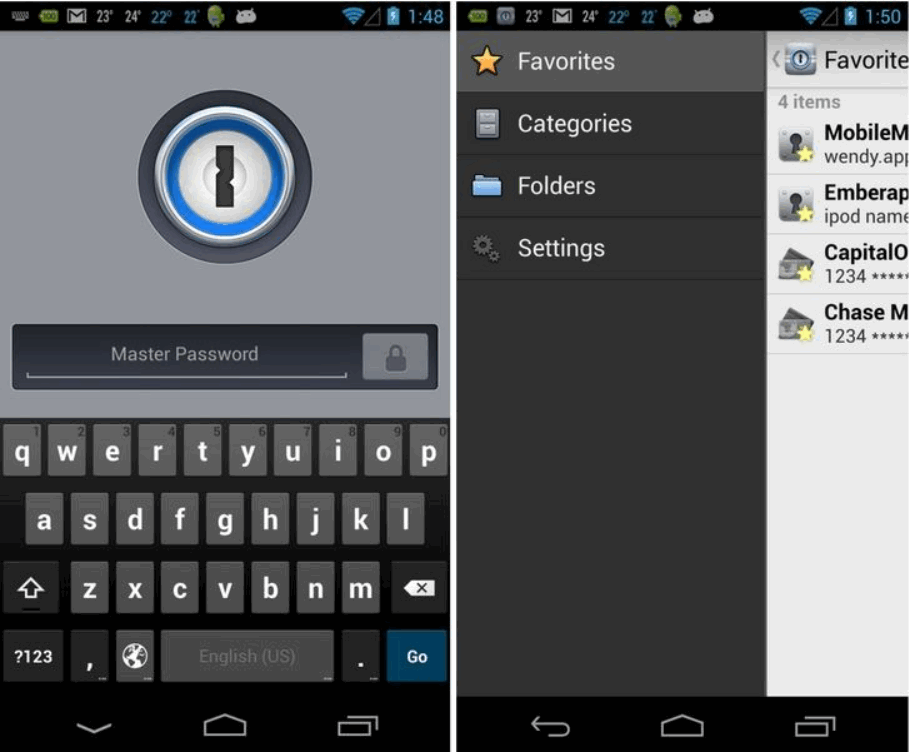 100 23° 24° 22° 22° 1:48
Master Password
1 2 3 4 5 6 7 8 9 0
q w e r t y u i o p
a s d f g h j k l
z x c v b n m
?123 , English (US) . Go
100 23° 24° 22° 22° 1:50
Favorites
Categories
Folders
Settings
Favorite
4 items
MobileM
wendy.app
Emberap
ipod name
CapitalO
1234 ****
Chase M
1234 ****